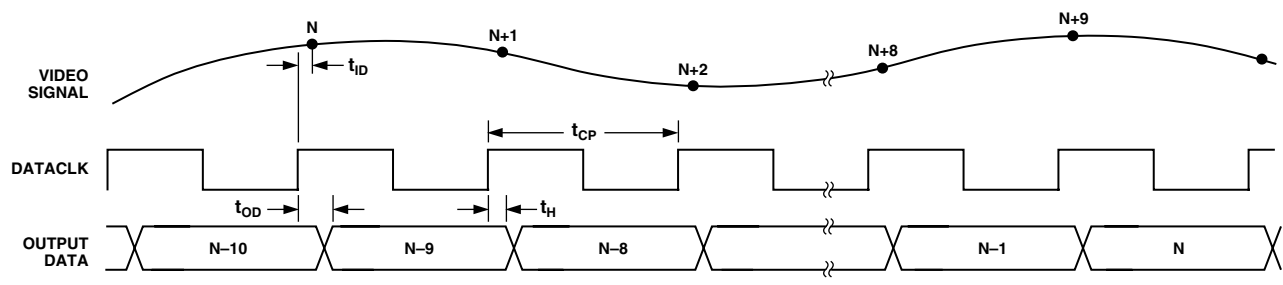 N
N+1
N+2
N+8
N+9
tID
VIDEO
SIGNAL
tCP
DATACLK
tOD
tH
OUTPUT
DATA
N–10
N–9
N–8
N–1
N